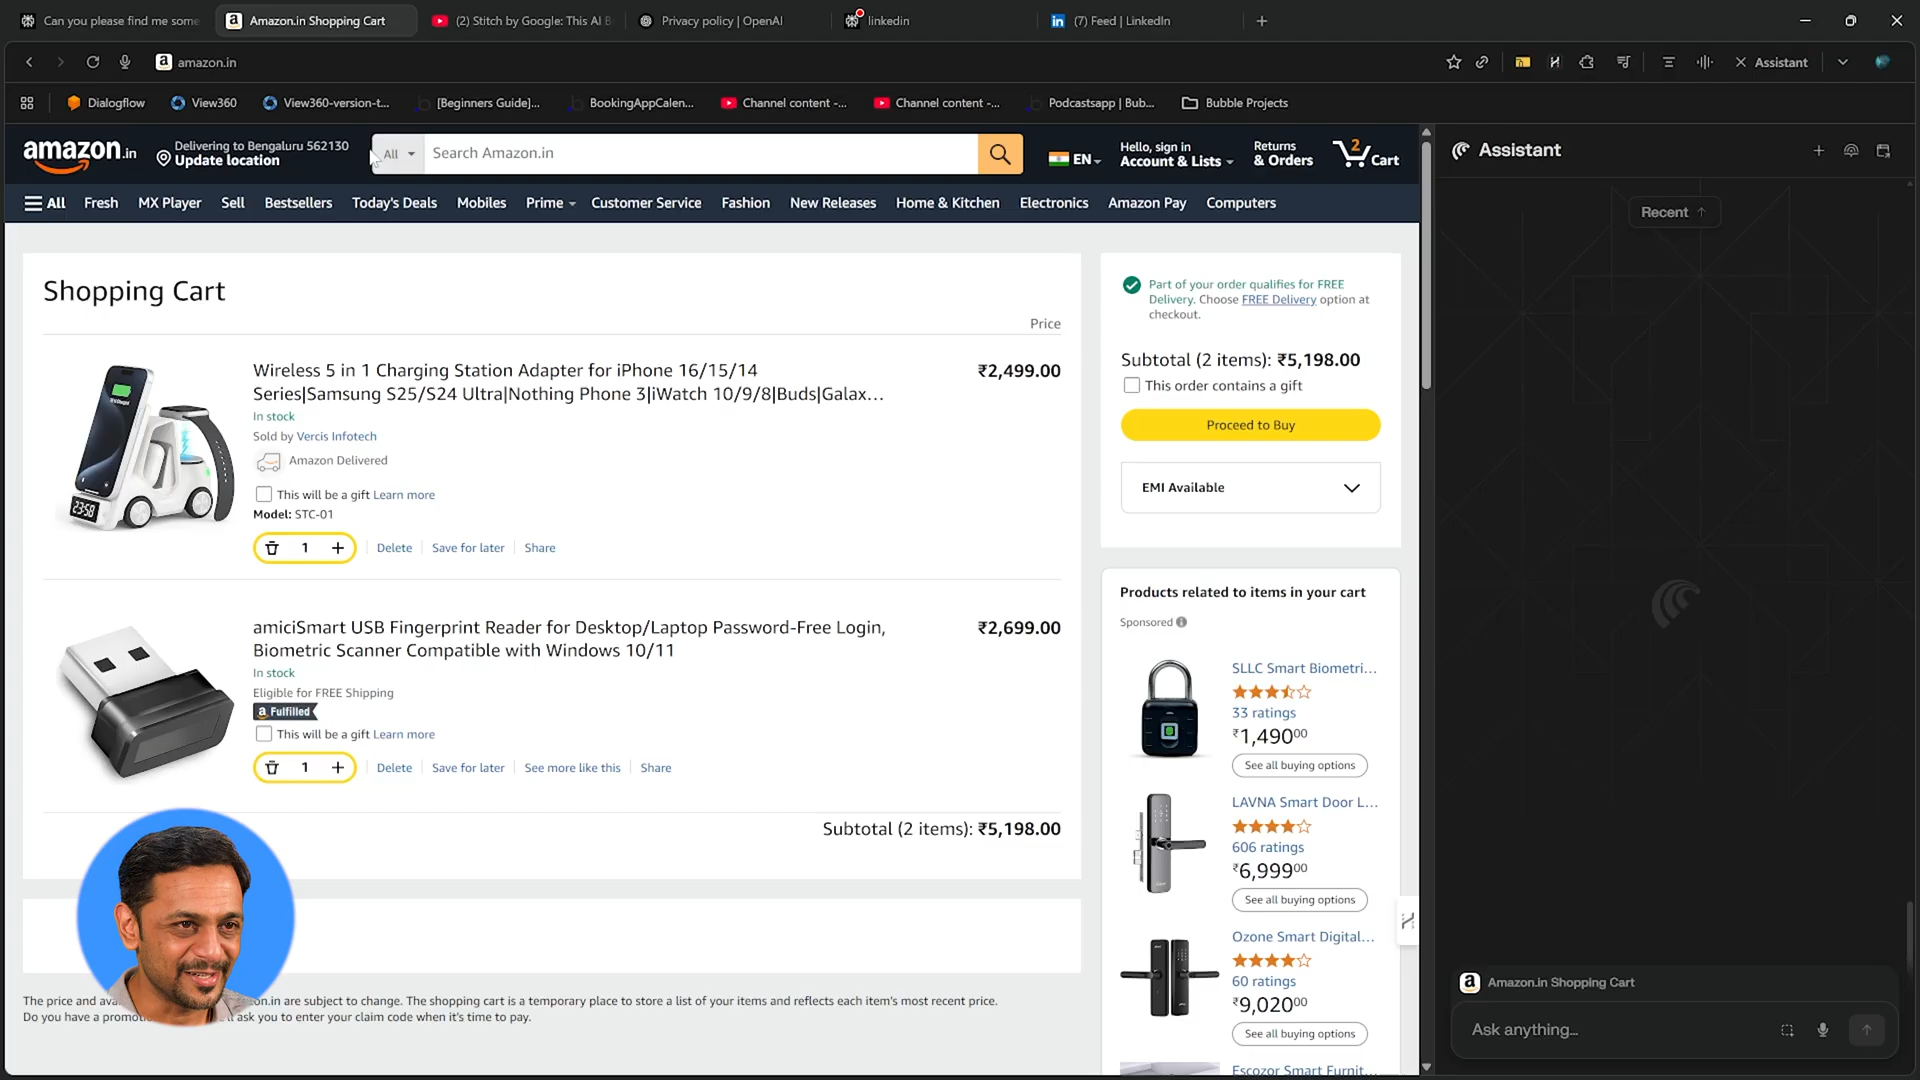 Can you please find me some
Amazon.in Shopping Cart
(2) Stitch by Google: This AI B
Privacy policy | OpenAI
linkedin
(7) Feed | LinkedIn
amazon.in
Assistant
Dialogflow
View360
View360-version-t...
[Beginners Guide]...
BookingAppCalen...
Channel content -...
Channel content -...
Podcastsapp | Bub...
Bubble Projects
amazon.in
Delivering to Bengaluru 562130
Update location
All
Search Amazon.in
EN
Hello, sign in
Account & Lists
Returns
& Orders
2
Cart
All
Fresh
MX Player
Sell
Bestsellers
Today's Deals
Mobiles
Prime
Customer Service
Fashion
New Releases
Home & Kitchen
Electronics
Amazon Pay
Computers
Shopping Cart
Price
Wireless 5 in 1 Charging Station Adapter for iPhone 16/15/14
Series|Samsung S25/S24 Ultra|Nothing Phone 3|iWatch 10/9/8|Buds|Galax...
₹2,499.00
In stock
Sold by Vercis Infotech
Amazon Delivered
This will be a gift Learn more
Model: STC-01
23:58
1
Delete
Save for later
Share
amiciSmart USB Fingerprint Reader for Desktop/Laptop Password-Free Login,
Biometric Scanner Compatible with Windows 10/11
₹2,699.00
In stock
Eligible for FREE Shipping
a Fulfilled
This will be a gift Learn more
1
Delete
Save for later
See more like this
Share
Subtotal (2 items): ₹5,198.00
The price and ava on.in are subject to change. The shopping cart is a temporary place to store a list of your items and reflects each item's most recent price.
Do you have a promoti ask you to enter your claim code when it's time to pay.
Part of your order qualifies for FREE
Delivery. Choose FREE Delivery option at
checkout.
Subtotal (2 items): ₹5,198.00
This order contains a gift
Proceed to Buy
EMI Available
Products related to items in your cart
Sponsored
SLLC Smart Biometri...
33 ratings
₹1,490⁰⁰
See all buying options
LAVNA Smart Door L...
606 ratings
₹6,999⁰⁰
See all buying options
Ozone Smart Digital...
60 ratings
₹9,020⁰⁰
See all buying options
Escozor Smart Furnit...
Assistant
Recent
Amazon.in Shopping Cart
Ask anything...